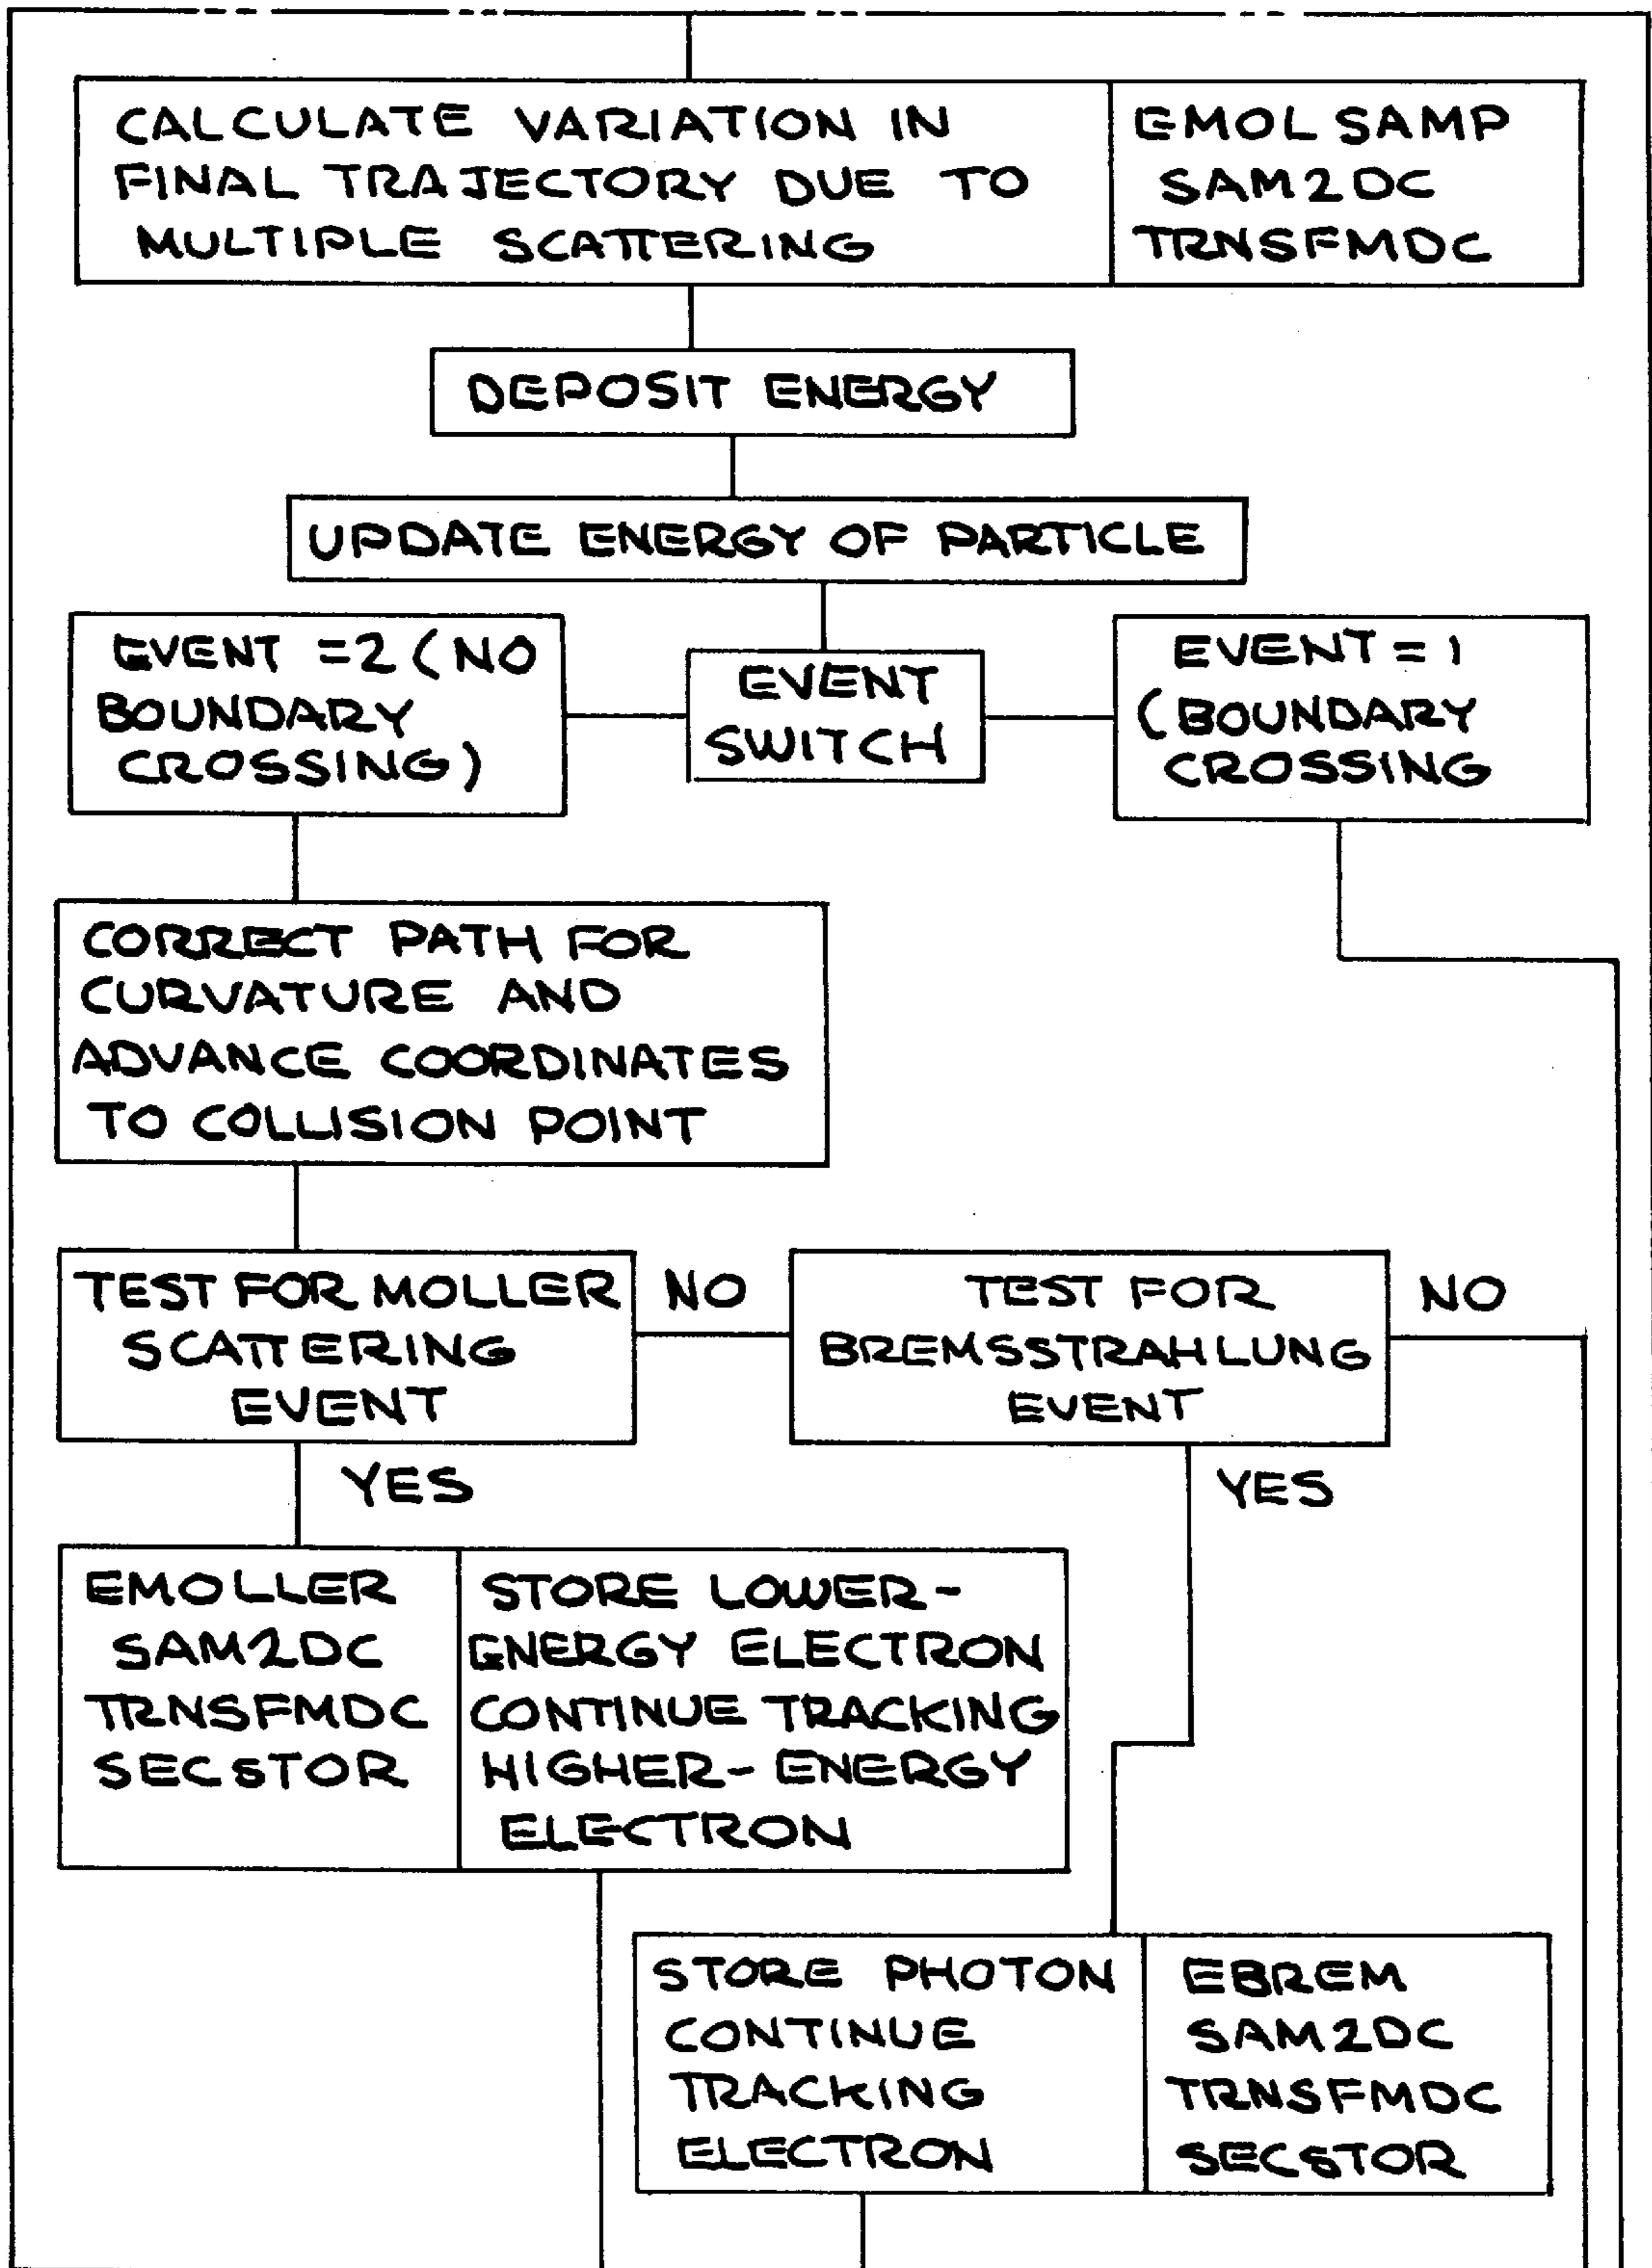 CALCULATE VARIATION IN
FINAL TRAJECTORY DUE TO
MULTIPLE SCATTERING
EMOLSAMP
SAM2DC
TRNSFMDC
DEPOSIT ENERGY
UPDATE ENERGY OF PARTICLE
EVENT =2 (NO
BOUNDARY
CROSSING)
EVENT
SWITCH
EVENT = 1
(BOUNDARY
CROSSING
CORRECT PATH FOR
CURVATURE AND
ADVANCE COORDINATES
TO COLLISION POINT
TEST FOR MOLLER
SCATTERING
EVENT
NO
TEST FOR
BREMSSTRAHLUNG
EVENT
NO
YES
YES
EMOLLER
SAM2DC
TRNSFMDC
SECSTOR
STORE LOWER-
ENERGY ELECTRON
CONTINUE TRACKING
HIGHER-ENERGY
ELECTRON
STORE PHOTON
CONTINUE
TRACKING
ELECTRON
EBREM
SAM2DC
TRNSFMDC
SECSTOR